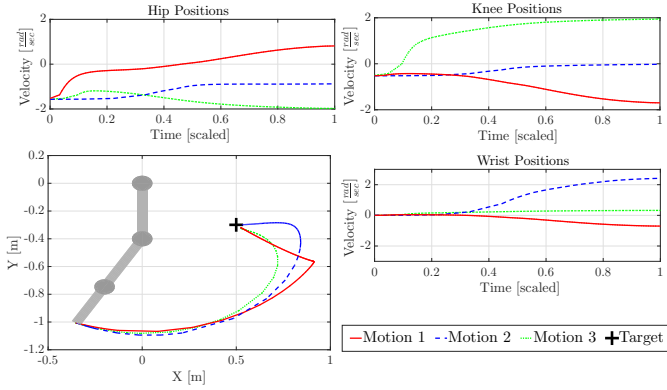 Hip Positions
Velocity [rad/sec]
2
0
-2
0 0.2 0.4 0.6 0.8 1
Time [scaled]
Knee Positions
Velocity [rad/sec]
2
0
-2
0 0.2 0.4 0.6 0.8 1
Time [scaled]
0.2
0
-0.2
-0.4
-0.6
-0.8
-1
-1.2
Y [m]
-0.5 0 0.5 1
X [m]
Wrist Positions
Velocity [rad/sec]
2
0
-2
0 0.2 0.4 0.6 0.8 1
Time [scaled]
Motion 1 Motion 2 Motion 3 Target